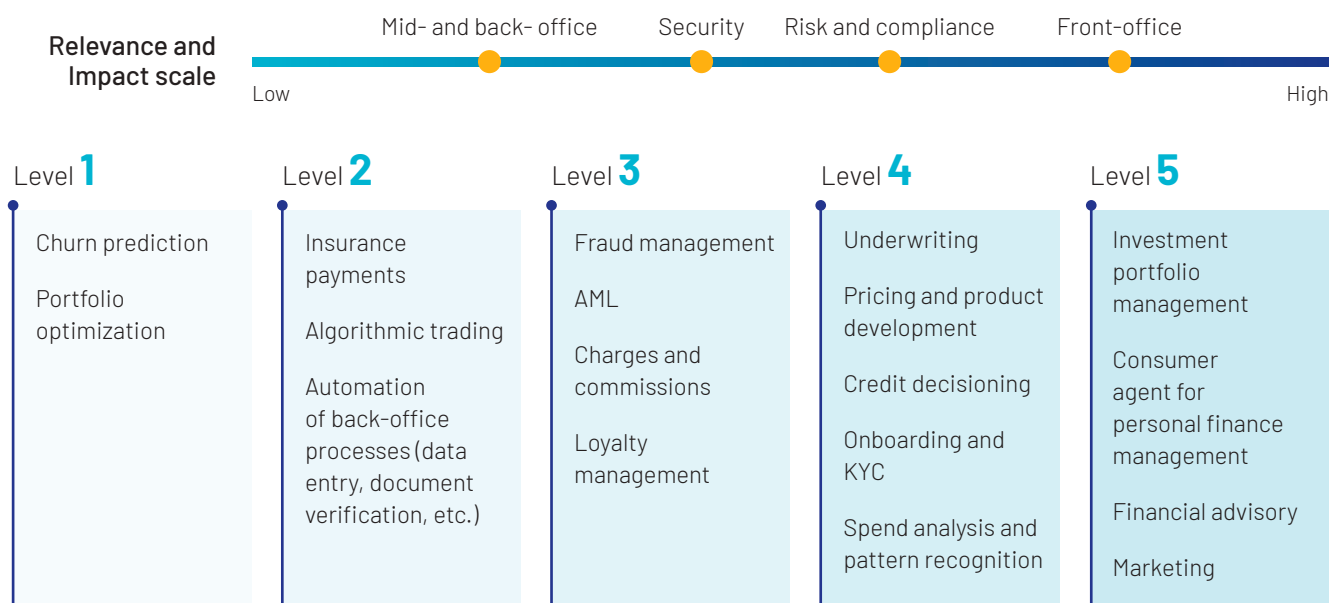 Relevance and
Impact scale
Mid- and back- office
Security
Risk and compliance
Front-office
Low
High
Level 1
Churn prediction
Portfolio
optimization
Level 2
Insurance
payments
Algorithmic trading
Automation
of back-office
processes (data
entry, document
verification, etc.)
Level 3
Fraud management
AML
Charges and
commissions
Loyalty
management
Level 4
Underwriting
Pricing and product
development
Credit decisioning
Onboarding and
KYC
Spend analysis and
pattern recognition
Level 5
Investment
portfolio
management
Consumer
agent for
personal finance
management
Financial advisory
Marketing